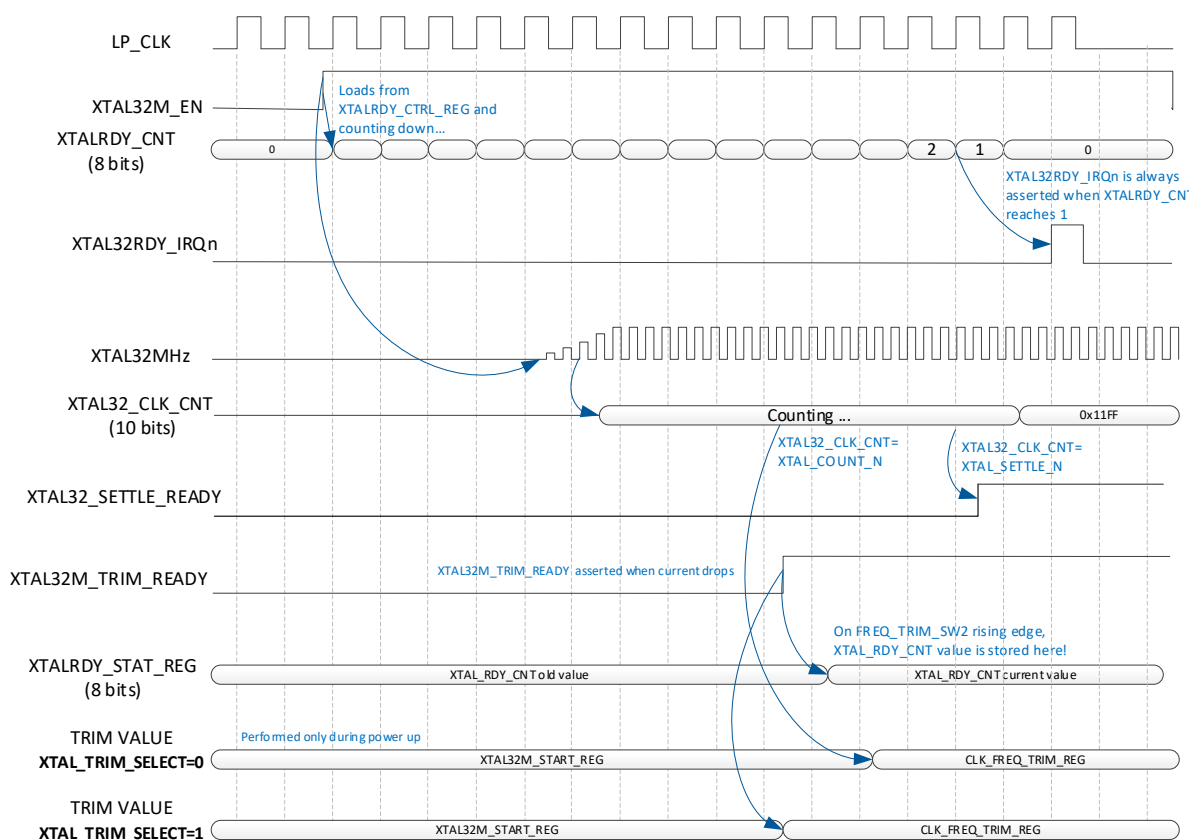 LP_CLK
XTAL32M_EN
Loads from
XTALRDY_CTRL_REG and
counting down...
XTALRDY_CNT
(8 bits)
0
2
1
0
XTAL32RDY_IRQn is always
asserted when XTALRDY_CNT
reaches 1
XTAL32RDY_IRQn
XTAL32MHz
XTAL32_CLK_CNT
(10 bits)
Counting ...
0x11FF
XTAL32_CLK_CNT=
XTAL_COUNT_N
XTAL32_CLK_CNT=
XTAL_SETTLE_N
XTAL32_SETTLE_READY
XTAL32M_TRIM_READY
XTAL32M_TRIM_READY asserted when current drops
On FREQ_TRIM_SW2 rising edge,
XTAL_RDY_CNT value is stored here!
XTALRDY_STAT_REG
(8 bits)
XTAL_RDY_CNT old value
XTAL_RDY_CNT current value
TRIM VALUE
XTAL_TRIM_SELECT=0
Performed only during power up
XTAL32M_START_REG
CLK_FREQ_TRIM_REG
TRIM VALUE
XTAL_TRIM_SELECT=1
XTAL32M_START_REG
CLK_FREQ_TRIM_REG